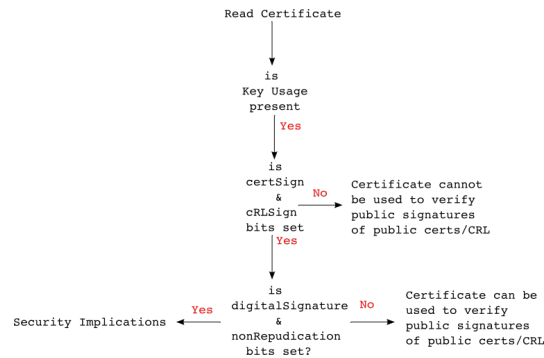 Read Certificate
is
Key Usage
present
Yes
is
certSign
&
cRLSign
bits set
No
Certificate cannot
be used to verify
public signatures
of public certs/CRL
Yes
is
digitalSignature
&
nonRepudication
bits set?
Yes
Security Implications
No
Certificate can be
used to verify
public signatures
of public certs/CRL